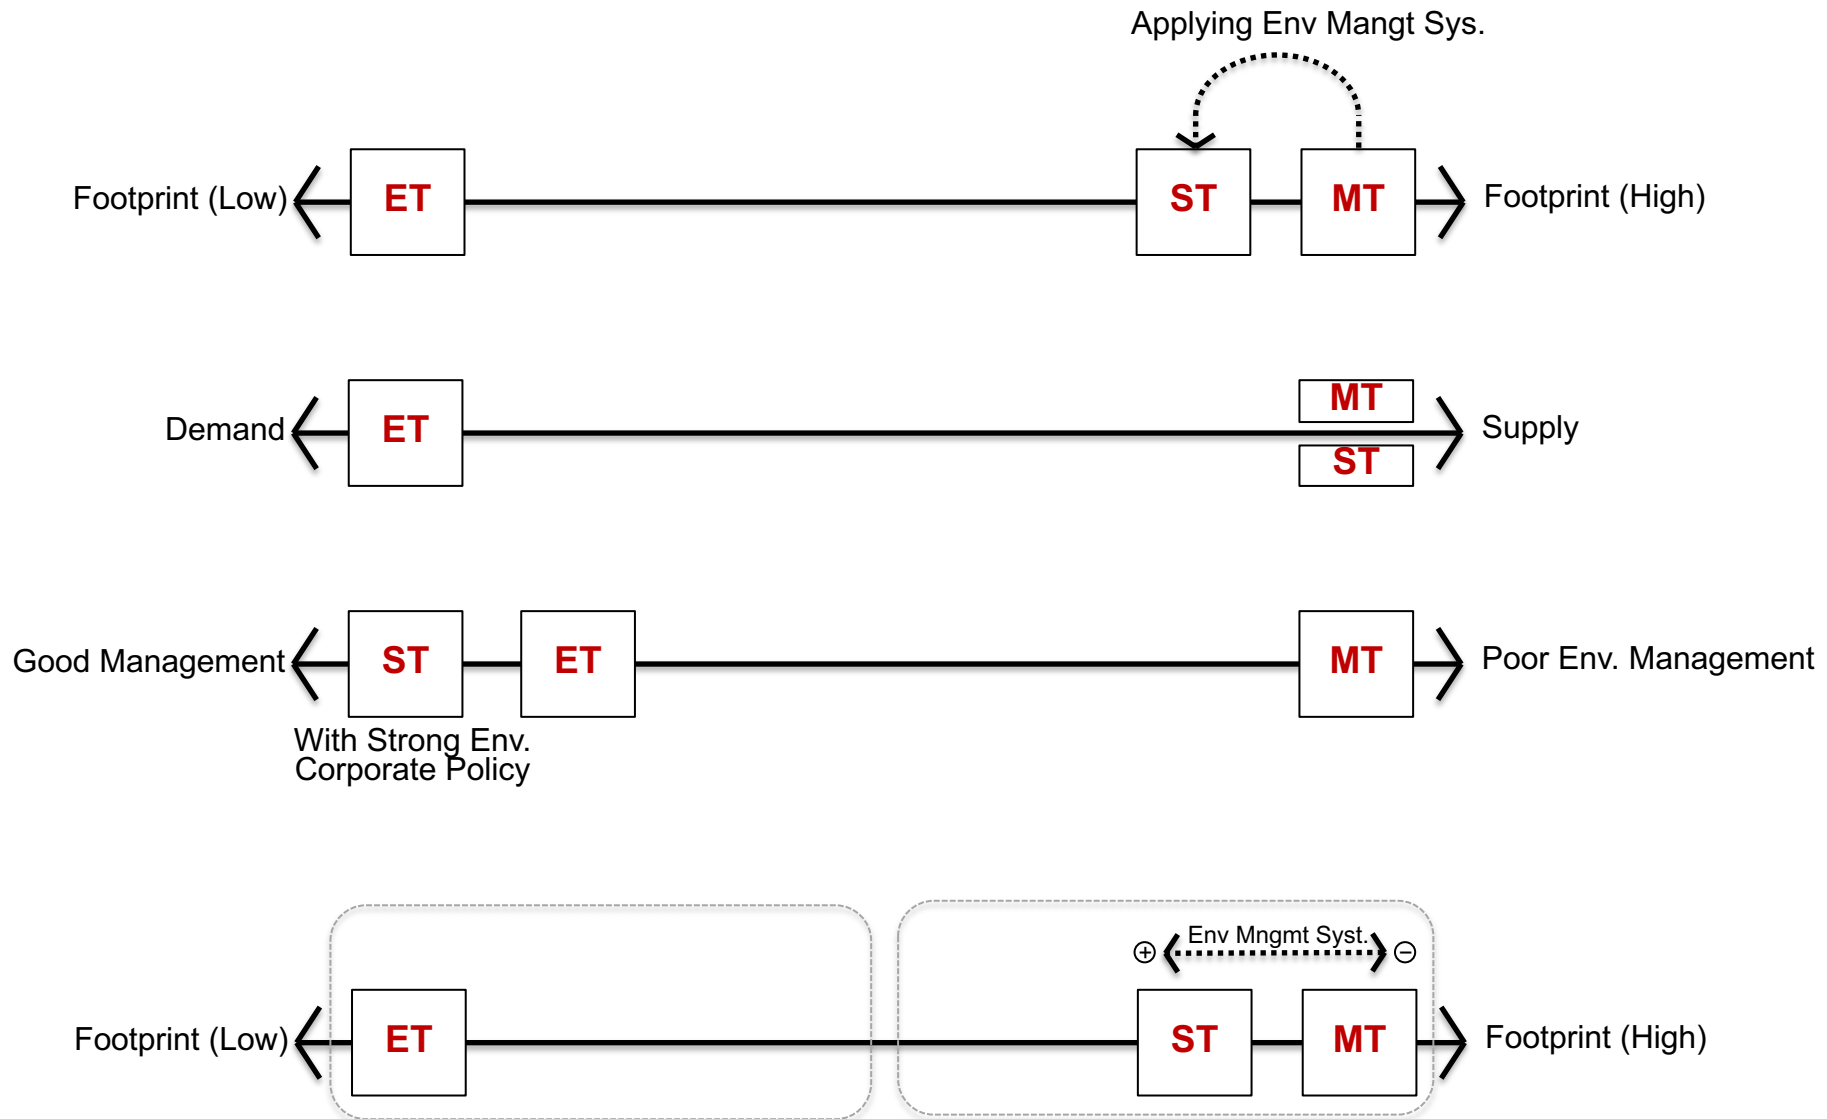 Applying Env Mangt Sys.
Footprint (Low) ET ST MT Footprint (High)
Demand ET MT ST Supply
Good Management ST ET MT Poor Env. Management
With Strong Env.
Corporate Policy
⊕ Env Mngmt Syst. ⊖
Footprint (Low) ET ST MT Footprint (High)